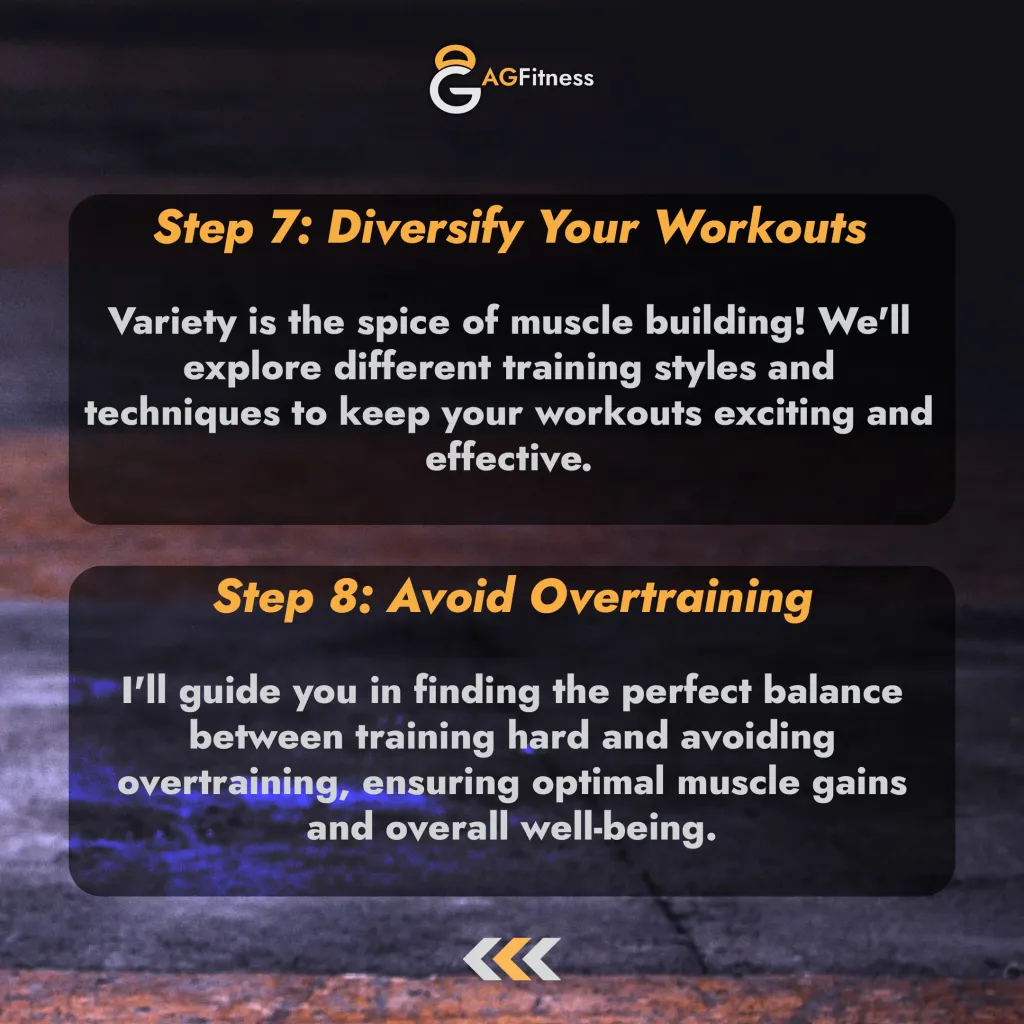 AGFitness
Step 7: Diversify Your Workouts
Variety is the spice of muscle building! We'll
explore different training styles and
techniques to keep your workouts exciting and
effective.
Step 8: Avoid Overtraining
I'll guide you in finding the perfect balance
between training hard and avoiding
overtraining, ensuring optimal muscle gains
and overall well-being.